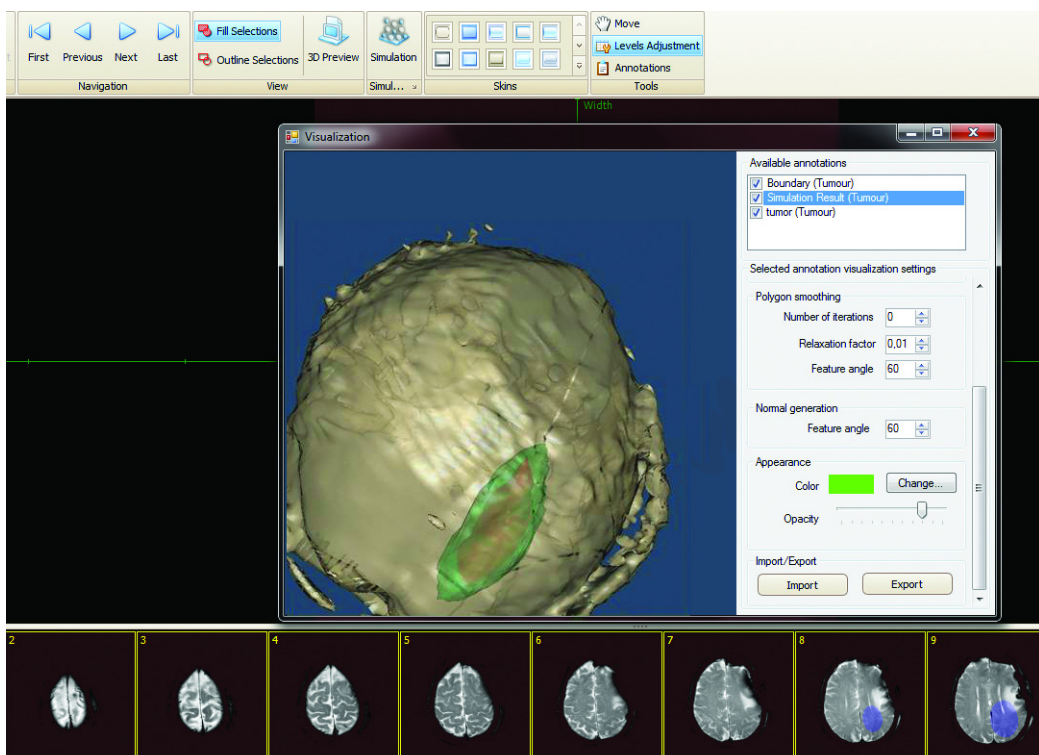 First Previous Next Last
Navigation
Fill Selections
Outline Selections
3D Preview
View
Simulation
Simul...
Skins
Move
Levels Adjustment
Annotations
Tools
Width
Visualization
Available annotations
Boundary (Tumour)
Simulation Result (Tumour)
tumor (Tumour)
Selected annotation visualization settings
Polygon smoothing
Number of iterations 0
Relaxation factor 0,01
Feature angle 60
Normal generation
Feature angle 60
Appearance
Color Change...
Opacity
Import/Export
Import Export
2 3 4 5 6 7 8 9